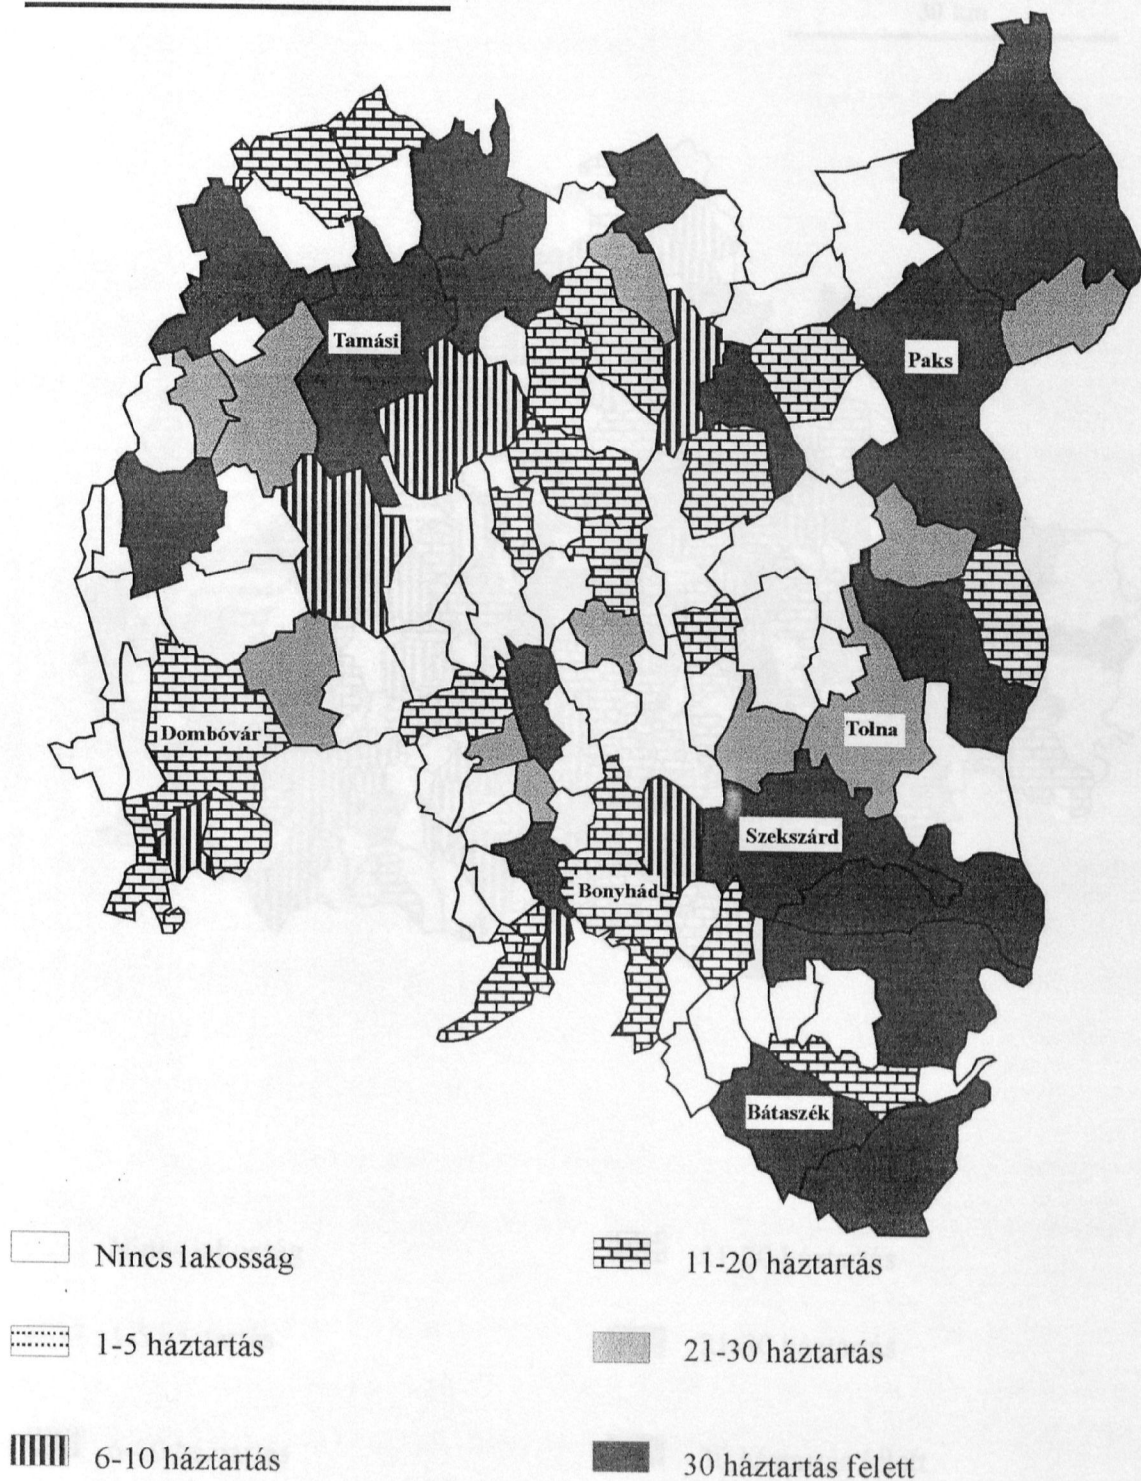 Tamási
Paks
Dombóvár
Tolna
Szekszárd
Bonyhád
Bátaszék
Nincs lakosság
11-20 háztartás
1-5 háztartás
21-30 háztartás
6-10 háztartás
30 háztartás felett